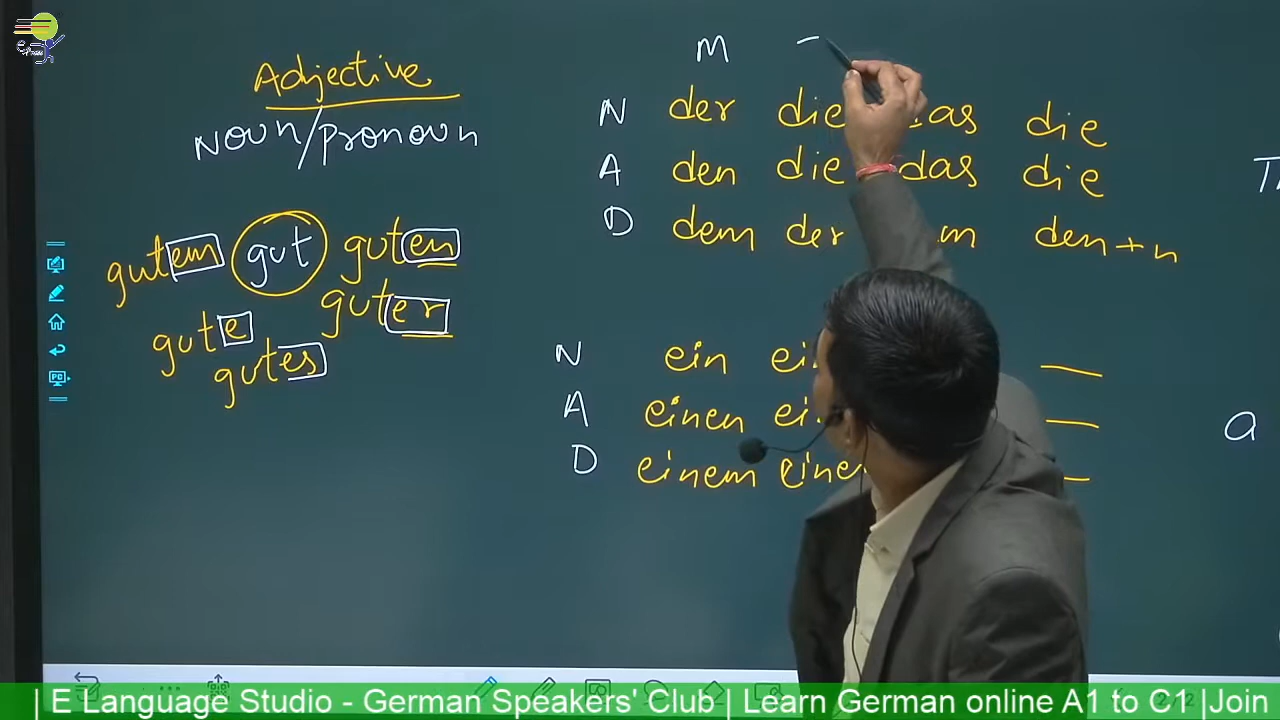 Adjective
Noun/pronoun
gutem gut guten
guter
gute
gutes
M
N der die das die
A den die das die
D dem der den + n
N ein
A einen
D einem
a
| E Language Studio - German Speakers' Club | Learn German online A1 to C1 |Join